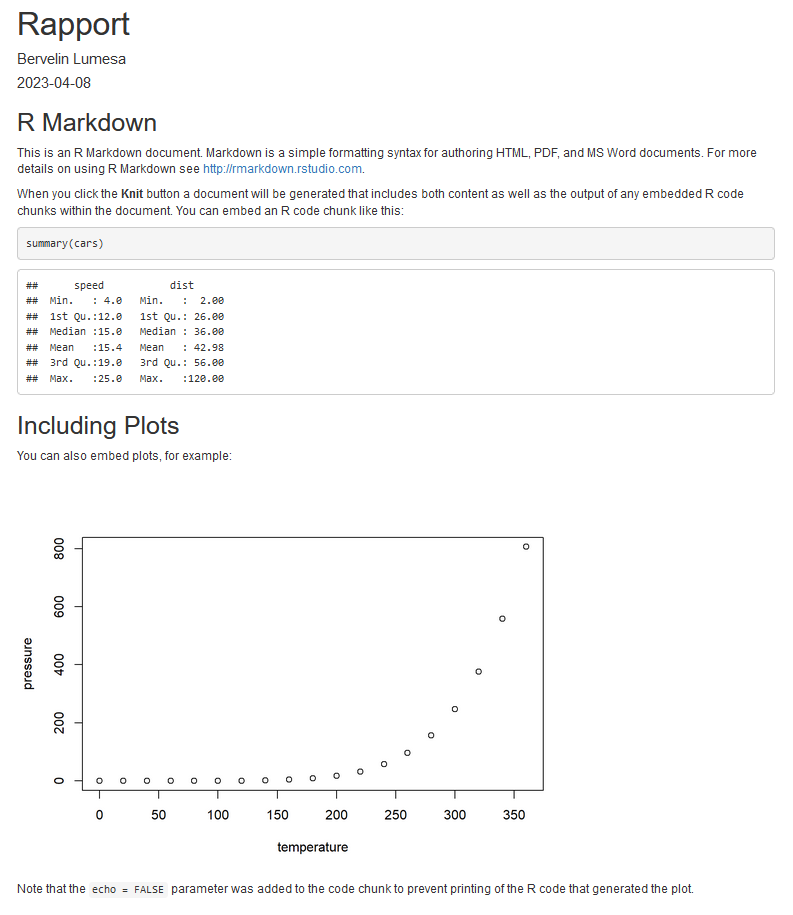 Rapport
Bervelin Lumesa
2023-04-08
R Markdown
This is an R Markdown document. Markdown is a simple formatting syntax for authoring HTML, PDF, and MS Word documents. For more
details on using R Markdown see http://rmarkdown.rstudio.com.
When you click the Knit button a document will be generated that includes both content as well as the output of any embedded R code
chunks within the document. You can embed an R code chunk like this:
summary(cars)
##      speed           dist
##  Min.   : 4.0   Min.   :  2.00
##  1st Qu.:12.0   1st Qu.: 26.00
##  Median :15.0   Median : 36.00
##  Mean   :15.4   Mean   : 42.98
##  3rd Qu.:19.0   3rd Qu.: 56.00
##  Max.   :25.0   Max.   :120.00
Including Plots
You can also embed plots, for example:
800
600
400
200
0
pressure
0 50 100 150 200 250 300 350
temperature
Note that the echo = FALSE parameter was added to the code chunk to prevent printing of the R code that generated the plot.